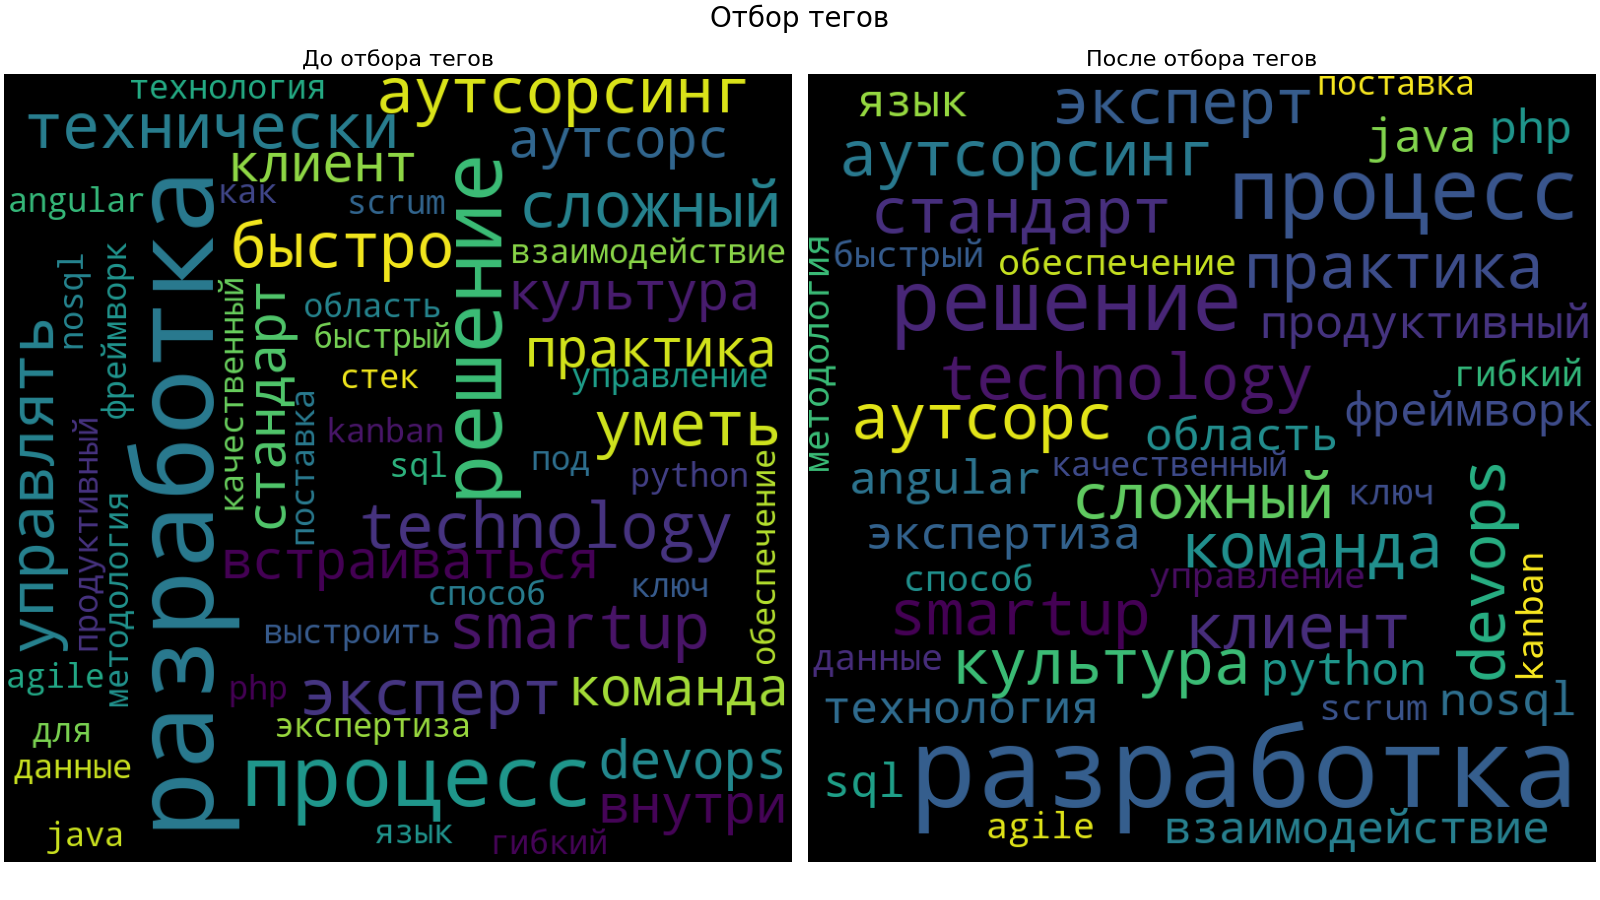 Отбор тегов
До отбора тегов
технология
аутсорсинг
технически
аутсорс
клиент
angular
как
scrum
сложный
быстро
взаимодействие
решение
разработка
nosql
фреймворк
качественный
стандарт
область
культура
быстрый
практика
стек
управление
управлять
поставка
уметь
kanban
продуктивный
sql
под
python
обеспечение
методология
technology
встраиваться
способ
ключ
выстроить
smartup
agile
php
эксперт
команда
для
экспертиза
данные
процесс
devops
внутри
java
язык
гибкий
После отбора тегов
поставка
язык
эксперт
java
php
аутсорсинг
процесс
стандарт
методология
быстрый
обеспечение
практика
решение
продуктивный
technology
гибкий
аутсорс
фреймворк
область
angular
качественный
сложный
ключ
devops
экспертиза
команда
способ
управление
kanban
smartup
клиент
данные
культура
python
технология
scrum
nosql
разработка
sql
agile
взаимодействие